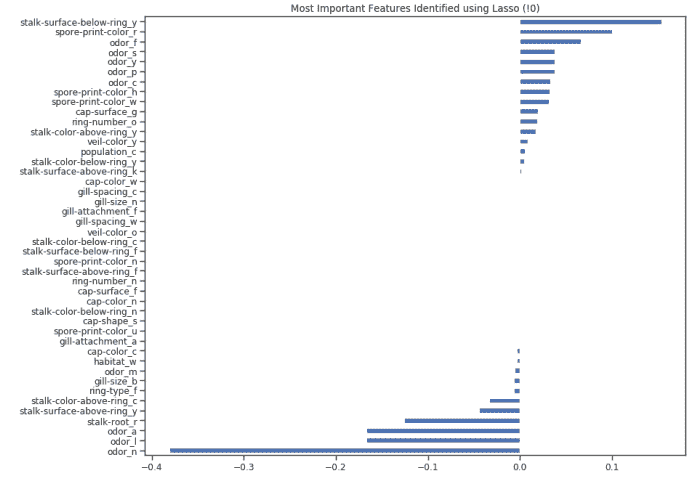 Most Important Features Identified using Lasso (!0)
stalk-surface-below-ring_y
spore-print-color_r
odor_f
odor_s
odor_y
odor_p
odor_c
spore-print-color_h
spore-print-color_w
cap-surface_g
ring-number_o
stalk-color-above-ring_y
veil-color_y
population_c
stalk-color-below-ring_y
stalk-surface-above-ring_k
cap-color_w
gill-spacing_c
gill-size_n
gill-attachment_f
gill-spacing_w
veil-color_o
stalk-color-below-ring_c
stalk-surface-below-ring_f
spore-print-color_n
stalk-surface-above-ring_f
ring-number_n
cap-surface_f
cap-color_n
stalk-color-below-ring_n
cap-shape_s
spore-print-color_u
gill-attachment_a
cap-color_c
habitat_w
odor_m
gill-size_b
ring-type_f
stalk-color-above-ring_c
stalk-surface-above-ring_y
stalk-root_r
odor_a
odor_l
odor_n
−0.4 −0.3 −0.2 −0.1 0.0 0.1